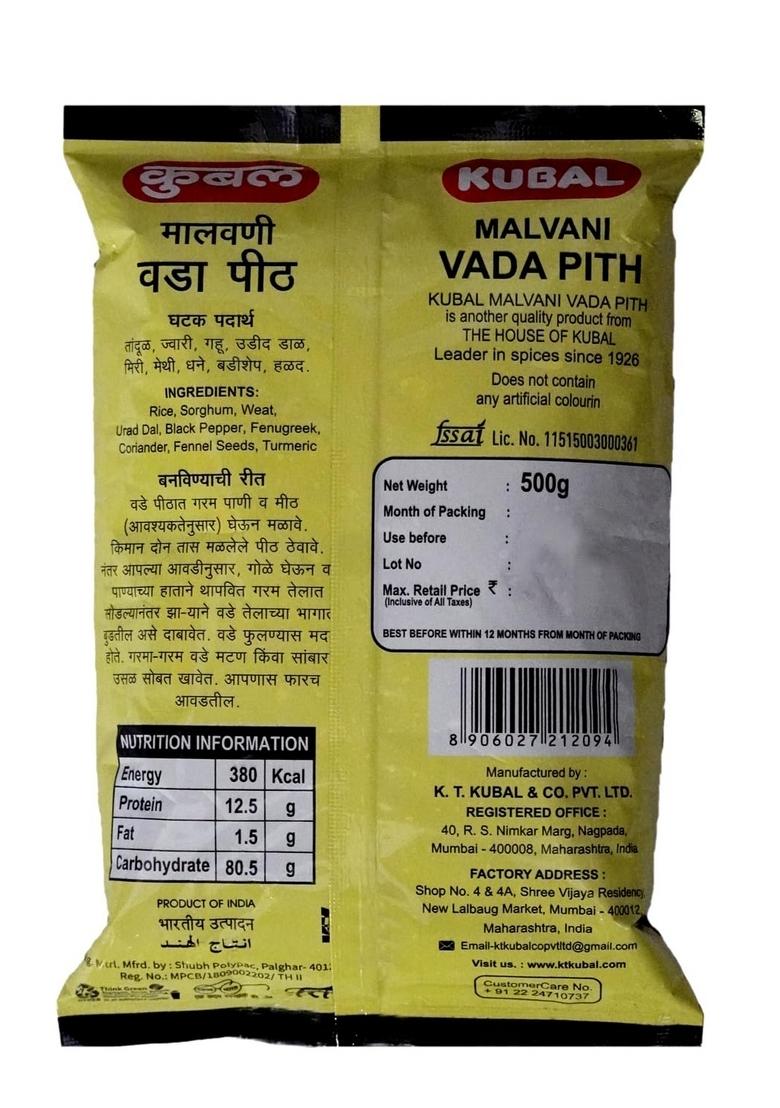 कुबल
मालवणी
वडा पीठ
घटक पदार्थ
तांदूळ, ज्वारी, गहू, उडीद डाळ,
मिरी, मेथी, धने, बडीशेप, हळद.
INGREDIENTS:
Rice, Sorghum, Weat,
Urad Dal, Black Pepper, Fenugreek,
Coriander, Fennel Seeds, Turmeric
बनविण्याची रीत
वडे पीठात गरम पाणी व मीठ
(आवश्यकतेनुसार) घेऊन मळावे.
किमान दोन तास मळलेले पीठ ठेवावे.
नंतर आपल्या आवडीनुसार, गोळे घेऊन व
पाण्याच्या हाताने थापवित गरम तेलात
सोडल्यानंतर झा-याने वडे तेलाच्या भागात
बुडतील असे दाबावेत. वडे फुलण्यास मद
होते. गरमा-गरम वडे मटण किंवा सांबार
उसळ सोबत खावेत. आपणास फारच
आवडतील.
NUTRITION INFORMATION
Energy 380 Kcal
Protein 12.5 g
Fat 1.5 g
Carbohydrate 80.5 g
PRODUCT OF INDIA
भारतीय उत्पादन
انتاج الهند
Mtrl. Mfrd. by : Shubh PolyPac, Palghar- 401
Reg. No.: MPCB/1809002202/ TH II
Think Green
KUBAL
MALVANI
VADA PITH
KUBAL MALVANI VADA PITH
is another quality product from
THE HOUSE OF KUBAL
Leader in spices since 1926
Does not contain
any artificial colourin
fssai Lic. No. 11515003000361
Net Weight : 500g
Month of Packing :
Use before :
Lot No :
Max. Retail Price ₹ :
(Inclusive of All Taxes)
BEST BEFORE WITHIN 12 MONTHS FROM MONTH OF PACKING
8 906027 212094
Manufactured by :
K. T. KUBAL & CO. PVT. LTD.
REGISTERED OFFICE :
40, R. S. Nimkar Marg, Nagpada,
Mumbai - 400008, Maharashtra, India
FACTORY ADDRESS :
Shop No. 4 & 4A, Shree Vijaya Residency,
New Lalbaug Market, Mumbai - 400012,
Maharashtra, India
Email-ktkubalcopvtltd@gmail.com
Visit us. : www.ktkubal.com
CustomerCare No.
+ 91 22 24710737